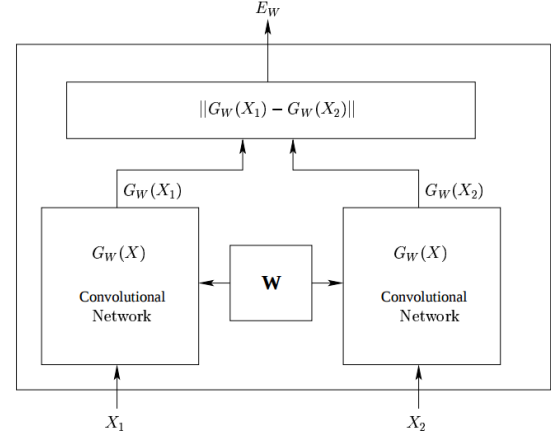 E_W
||G_W(X_1) − G_W(X_2)||
G_W(X_1)
G_W(X_2)
G_W(X)
Convolutional
Network
W
G_W(X)
Convolutional
Network
X_1
X_2